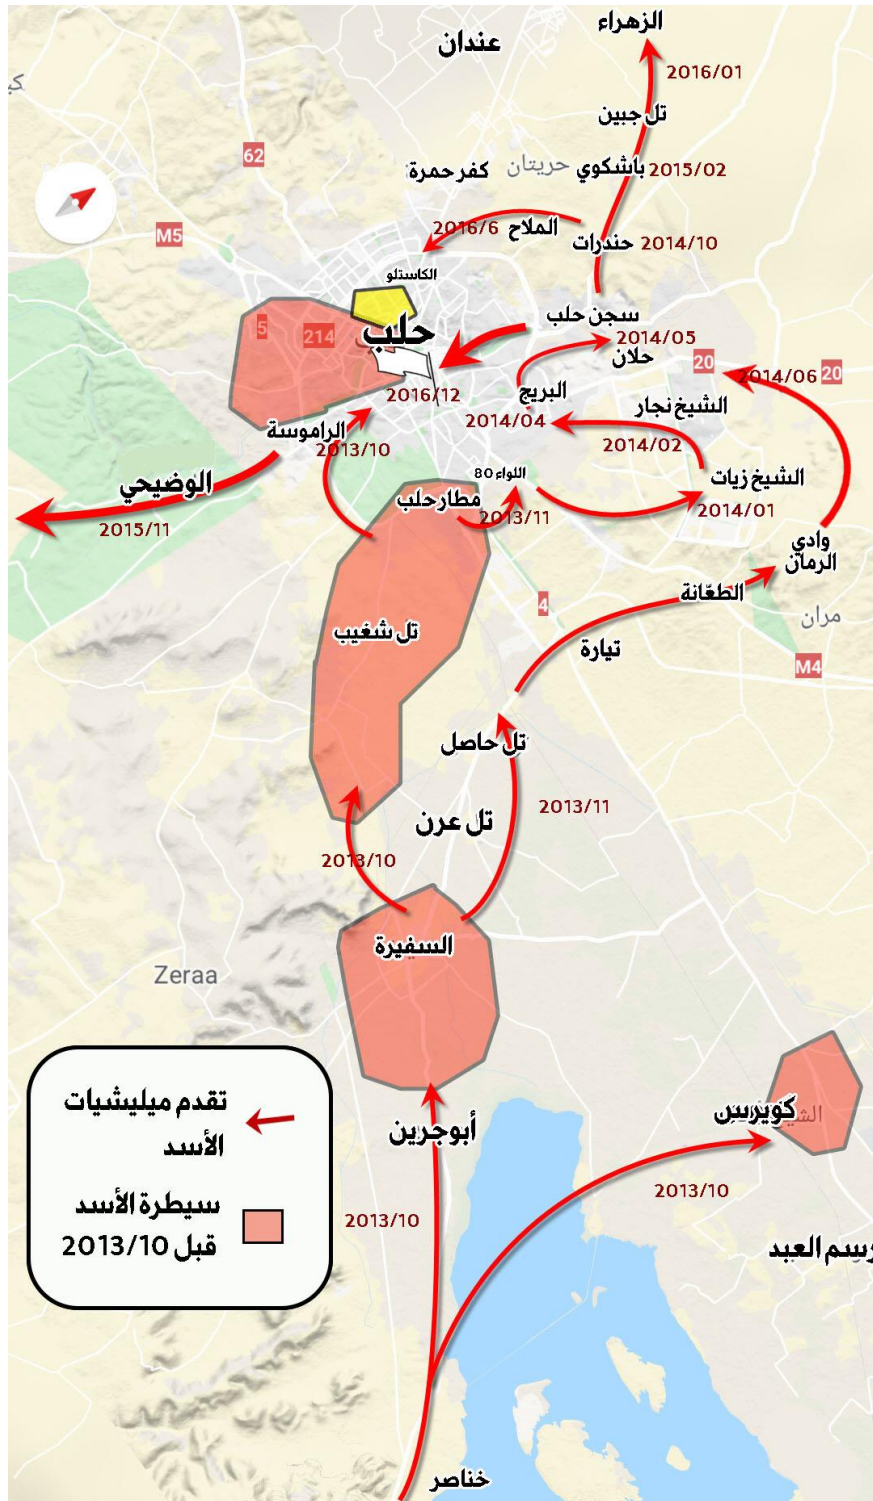 الزهراء
عندان
2016/01
تل جبين
62
كفر حمرة
حريتان
باشكوي
2015/02
M5
2016/6
الملاح
حندرات
2014/10
الكاستلو
سجن حلب
5
214
حلب
2014/05
حلان
20
2014/06
20
2016/12
البريج
الشيخ نجار
2014/04
الراموسة
2013/10
2014/02
الوضيحي
اللواء 80
الشيخ زيات
مطار حلب
2013/11
2014/01
2015/11
وادي
الرمان
الطعّانة
4
مران
تل شغيب
تيارة
M4
تل حاصل
2013/11
تل عرن
2013/10
السفيرة
Zeraa
تقدم ميليشيات
الأسد
كويرس
أبوجرين
2013/10
سيطرة الأسد
قبل 2013/10
2013/10
رسم العبد
خناصر